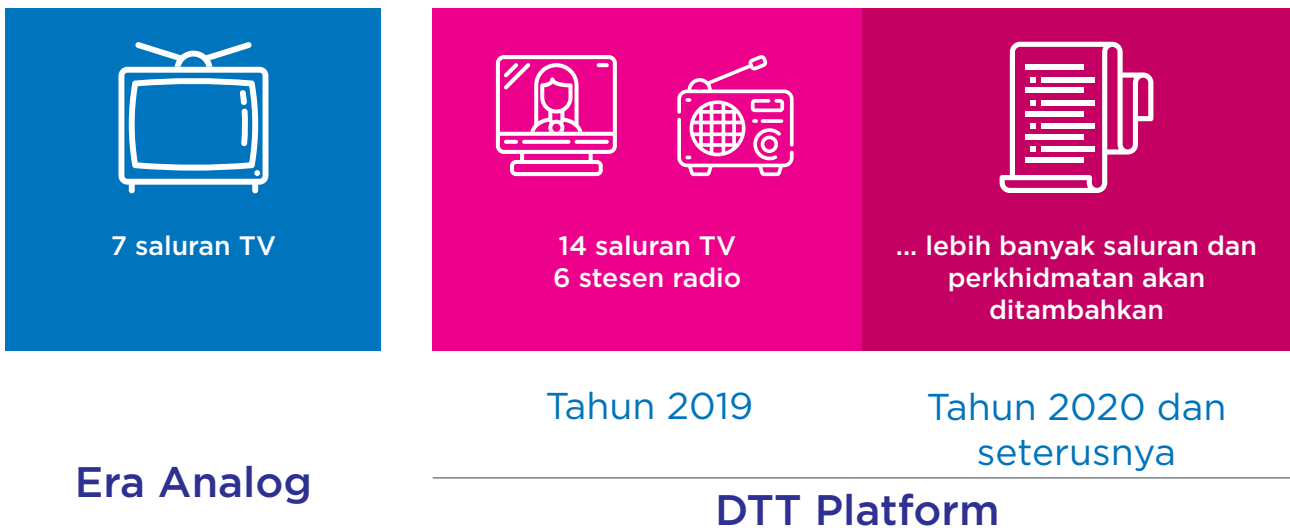 7 saluran TV
14 saluran TV
6 stesen radio
... lebih banyak saluran dan
perkhidmatan akan
ditambahkan
Tahun 2019
Tahun 2020 dan
seterusnya
Era Analog
DTT Platform